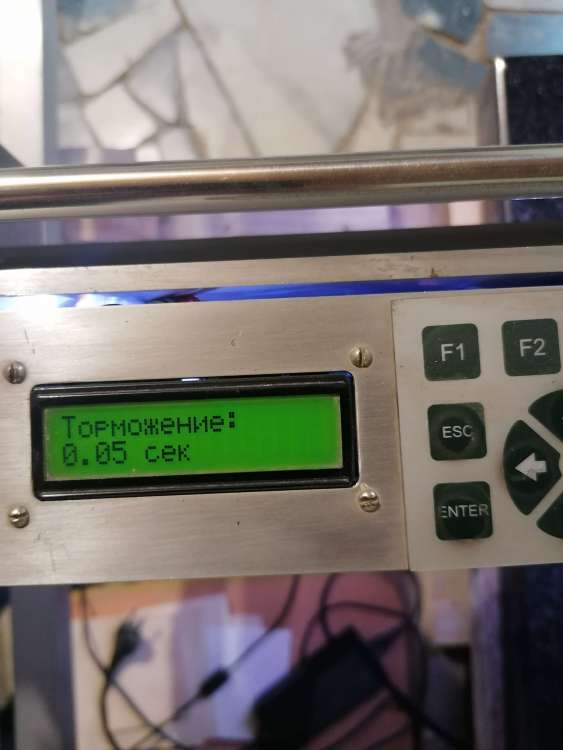 Торможение:
0.05 сек
F1
F2
ESC
ENTER